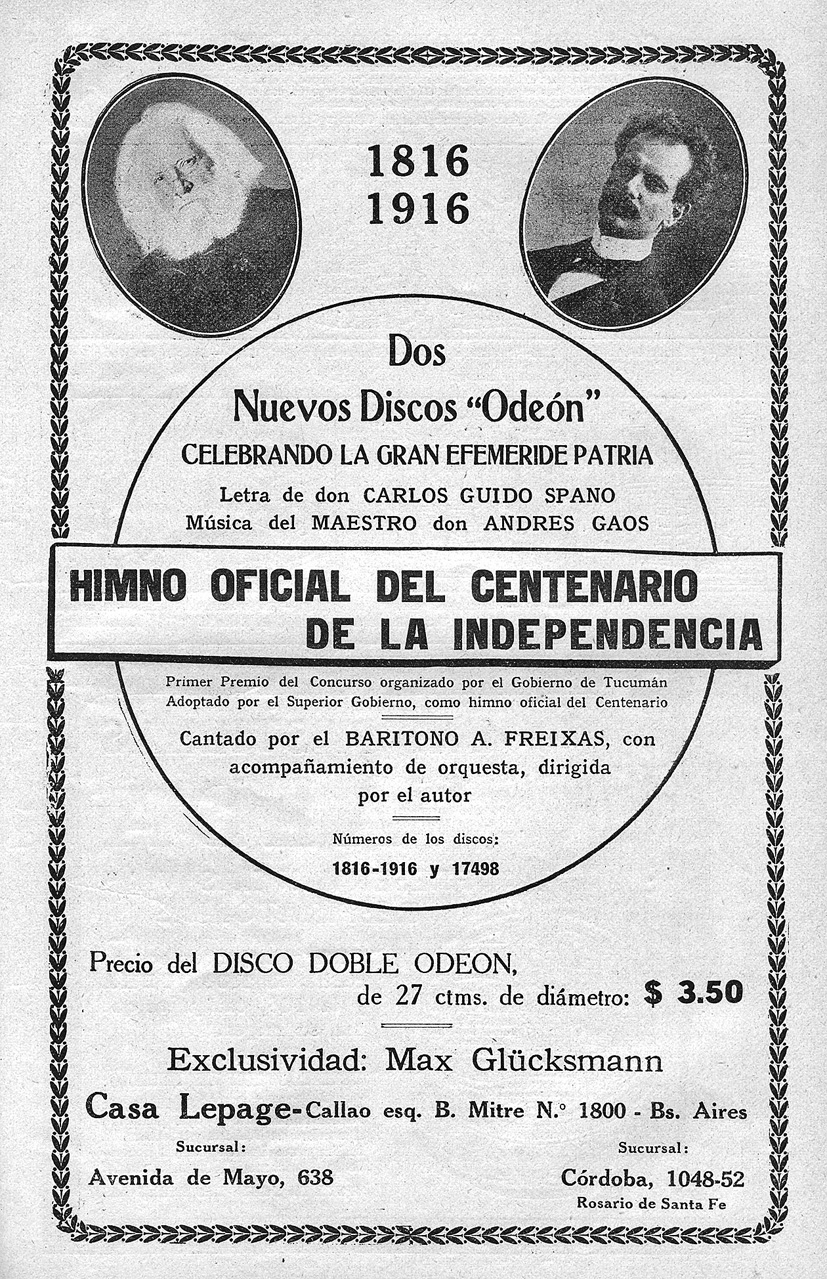 1816
1916
Dos
Nuevos Discos “Odeón”
CELEBRANDO LA GRAN EFEMERIDE PATRIA
Letra de don CARLOS GUIDO SPANO
Música del MAESTRO don ANDRES GAOS
HIMNO OFICIAL DEL CENTENARIO
DE LA INDEPENDENCIA
Primer Premio del Concurso organizado por el Gobierno de Tucumán
Adoptado por el Superior Gobierno, como himno oficial del Centenario
Cantado por el BARITONO A. FREIXAS, con
acompañamiento de orquesta, dirigida
por el autor
Números de los discos:
1816-1916 y 17498
Precio del DISCO DOBLE ODEON,
de 27 ctms. de diámetro: $ 3.50
Exclusividad: Max Glücksmann
Casa Lepage-Callao esq. B. Mitre N.º 1800 - Bs. Aires
Sucursal: Sucursal:
Avenida de Mayo, 638 Córdoba, 1048-52
Rosario de Santa Fe